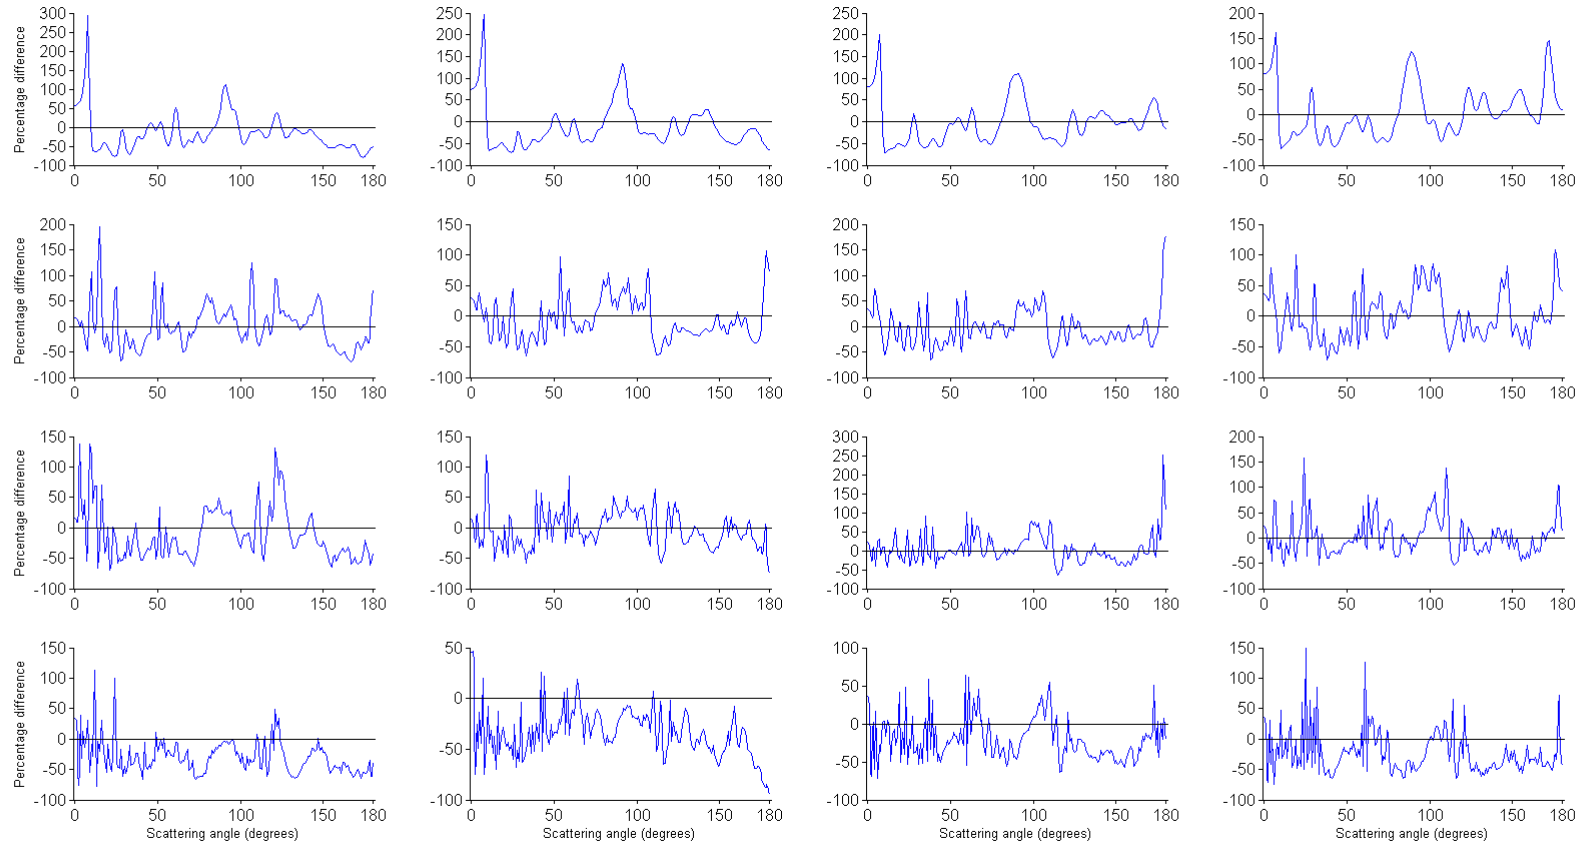 300 250 250 200
250 200 200 150
200 150 150 100
150 100 100 50
100 50 50 0
50 0 0 -50
0 -50 -50 -100
-50 -100 -100
-100
Percentage difference
0 50 100 150 180 0 50 100 150 180 0 50 100 150 180 0 50 100 150 180
200 150 200 150
150 100 150 100
100 50 100 50
50 0 50 0
0 -50 0 -50
-50 -100 -50 -100
-100 -100
Percentage difference
0 50 100 150 180 0 50 100 150 180 0 50 100 150 180 0 50 100 150 180
150 150 300 200
100 100 250 150
50 50 200 100
0 0 150 50
-50 -50 100 0
-100 -100 50 -50
0 -100
-50
-100
Percentage difference
0 50 100 150 180 0 50 100 150 180 0 50 100 150 180 0 50 100 150 180
150 50 100 150
100 0 50 100
50 -50 0 50
0 -100 -50 0
-50 -100 -50
-100 -100
Percentage difference
0 50 100 150 180 0 50 100 150 180 0 50 100 150 180 0 50 100 150 180
Scattering angle (degrees) Scattering angle (degrees) Scattering angle (degrees) Scattering angle (degrees)